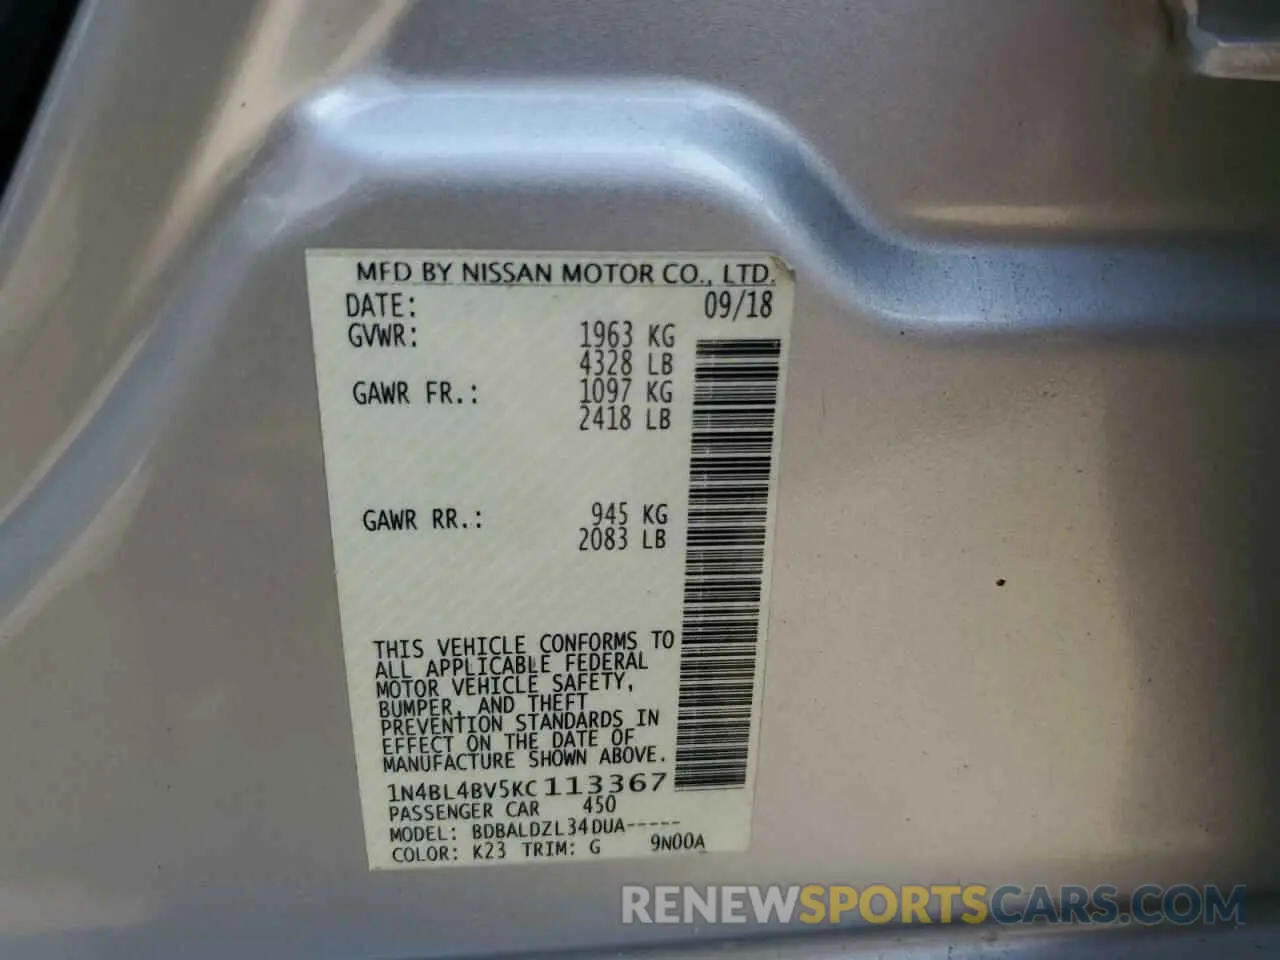 MFD BY NISSAN MOTOR CO., LTD.
DATE: 09/18
GVWR: 1963 KG
4328 LB
GAWR FR.: 1097 KG
2418 LB
GAWR RR.: 945 KG
2083 LB
THIS VEHICLE CONFORMS TO
ALL APPLICABLE FEDERAL
MOTOR VEHICLE SAFETY,
BUMPER, AND THEFT
PREVENTION STANDARDS IN
EFFECT ON THE DATE OF
MANUFACTURE SHOWN ABOVE.
1N4BL4BV5KC113367
PASSENGER CAR 450
MODEL: BDBALDZL34DUA-----
COLOR: K23 TRIM: G 9N00A
RENEWSPORTSCARS.COM